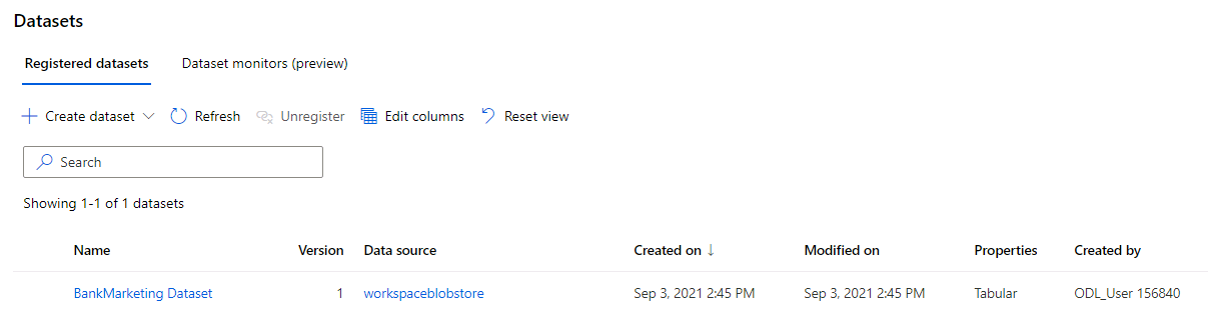 Datasets
Registered datasets Dataset monitors (preview)
Create dataset Refresh Unregister Edit columns Reset view
Search
Showing 1-1 of 1 datasets
Name Version Data source Created on ↓ Modified on Properties Created by
BankMarketing Dataset 1 workspaceblobstore Sep 3, 2021 2:45 PM Sep 3, 2021 2:45 PM Tabular ODL_User 156840